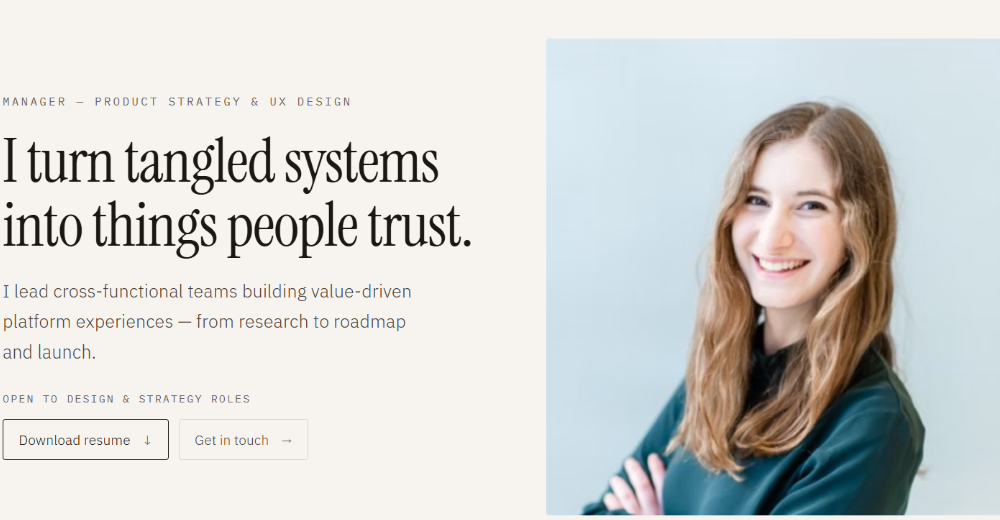 MANAGER — PRODUCT STRATEGY & UX DESIGN
I turn tangled systems
into things people trust.
I lead cross-functional teams building value-driven
platform experiences — from research to roadmap
and launch.
OPEN TO DESIGN & STRATEGY ROLES
Download resume ↓
Get in touch →